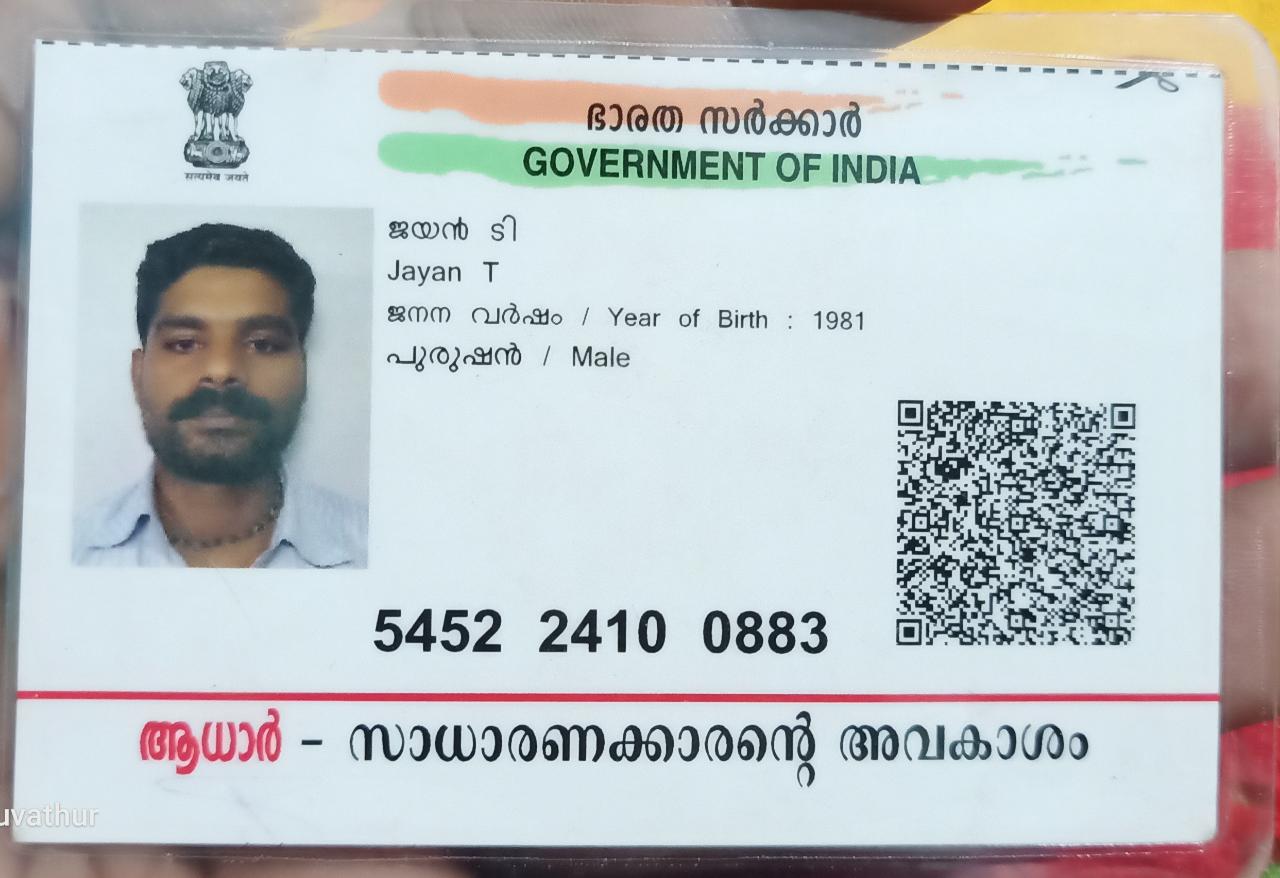 सत्यमेव जयते
ഭാരത സർക്കാർ
GOVERNMENT OF INDIA
ജയൻ ടി
Jayan T
ജനന വർഷം / Year of Birth : 1981
പുരുഷൻ / Male
5452 2410 0883
ആധാർ – സാധാരണക്കാരന്റെ അവകാശം
uvathur